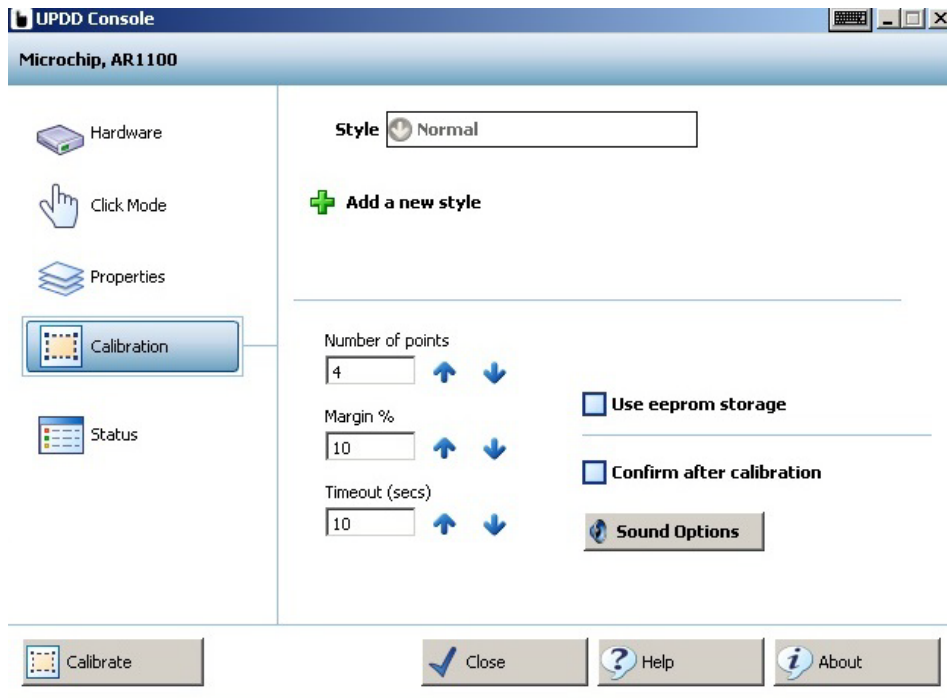 UPDD Console
Microchip, AR1100
Hardware
Click Mode
Properties
Calibration
Status
Style Normal
Add a new style
Number of points
4
Margin %
10
Timeout (secs)
10
Use eeprom storage
Confirm after calibration
Sound Options
Calibrate
Close
Help
About